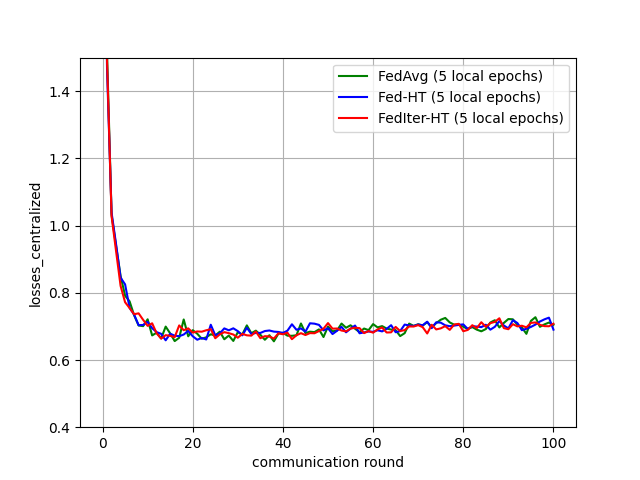 FedAvg (5 local epochs)
Fed-HT (5 local epochs)
FedIter-HT (5 local epochs)
losses_centralized
1.4
1.2
1.0
0.8
0.6
0.4
0
20
40
60
80
100
communication round